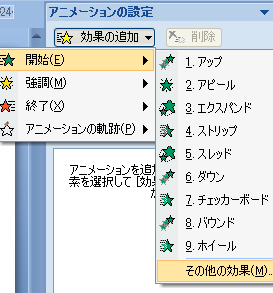 24
アニメーションの設定
効果の追加
削除
開始(E)
強調(M)
終了(X)
アニメーションの軌跡(P)
1. アップ
2. アピール
3. エクスパンド
4. ストリップ
5. スレッド
6. ダウン
7. チェッカーボード
8. バウンド
9. ホイール
その他の効果(M)...
アニメーションを追加
素を選択して [効果